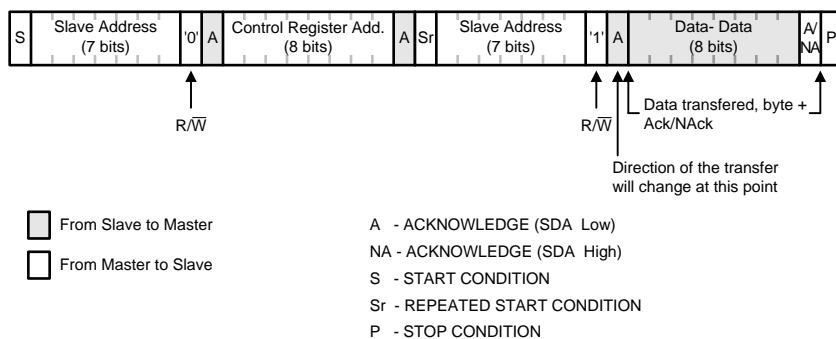 S Slave Address (7 bits) '0' A Control Register Add. (8 bits) A Sr Slave Address (7 bits) '1' A Data- Data (8 bits) A/NA P
R/W̅
R/W̅
Data transfered, byte +
Ack/NAck
Direction of the transfer
will change at this point
From Slave to Master
From Master to Slave
A - ACKNOWLEDGE (SDA Low)
NA - ACKNOWLEDGE (SDA High)
S - START CONDITION
Sr - REPEATED START CONDITION
P - STOP CONDITION